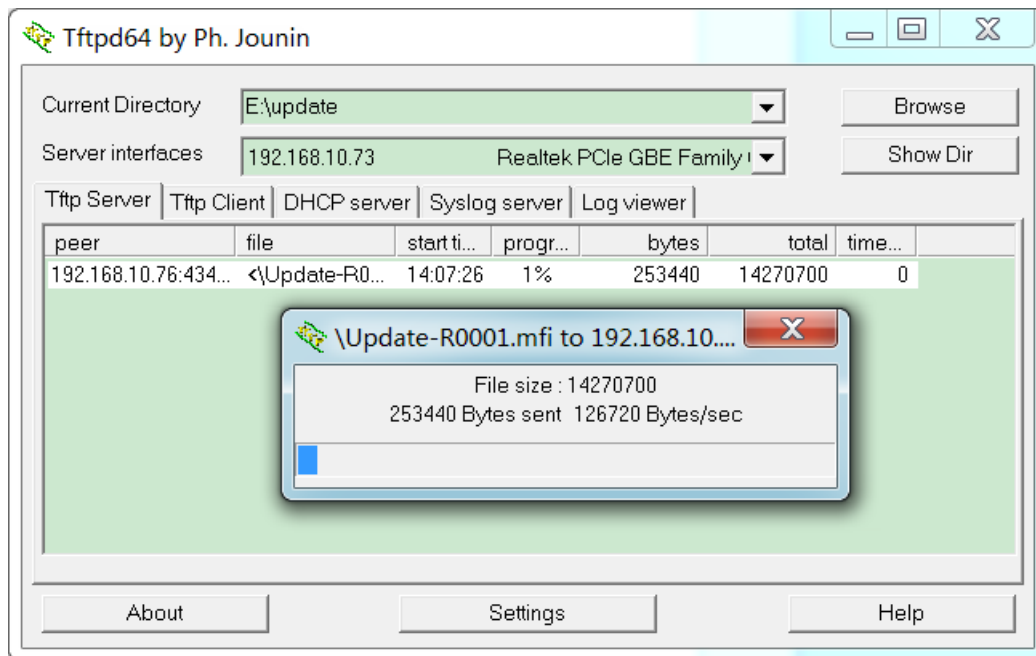 Tftpd64 by Ph. Jounin
Current Directory E:\update Browse
Server interfaces 192.168.10.73 Realtek PCIe GBE Family Show Dir
Tftp Server Tftp Client DHCP server Syslog server Log viewer
peer file start ti... progr... bytes total time...
192.168.10.76:434... <\Update-R0... 14:07:26 1% 253440 14270700 0
\Update-R0001.mfi to 192.168.10....
File size : 14270700
253440 Bytes sent 126720 Bytes/sec
About Settings Help